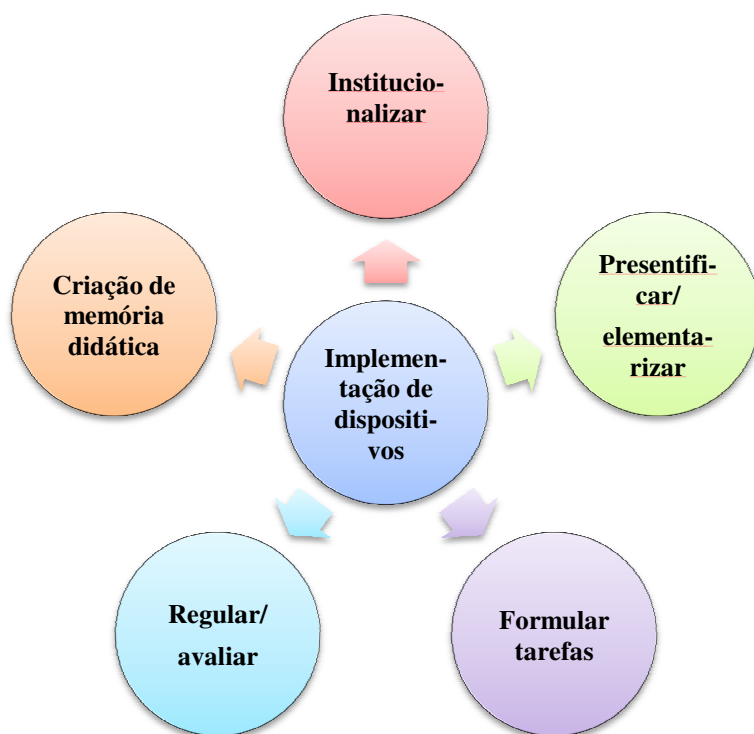 Institucio-
nalizar
Presentifi-
car/
elementa-
rizar
Criação de
memória
didática
Implemen-
tação de
dispositi-
vos
Regular/
avaliar
Formular
tarefas